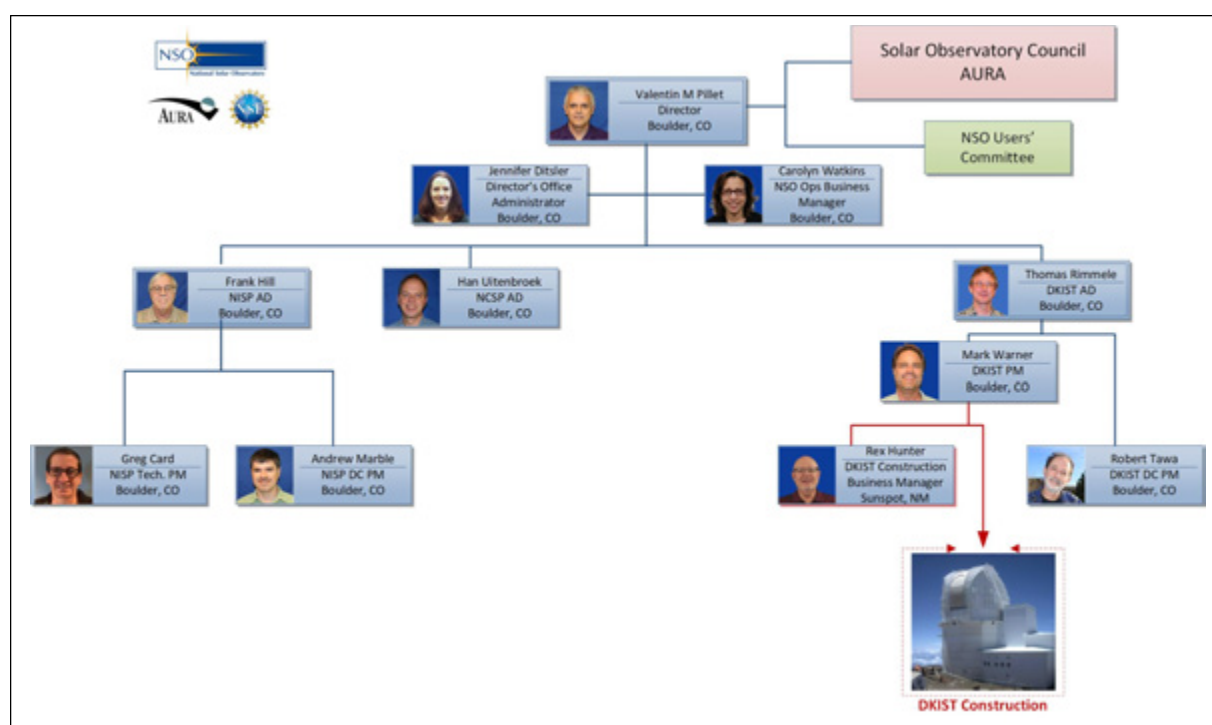 NSO
National Solar Observatory
AURA
NSF
Solar Observatory Council
AURA
Valentin M Pillet
Director
Boulder, CO
NSO Users'
Committee
Jennifer Ditsler
Director's Office
Administrator
Boulder, CO
Carolyn Watkins
NSO Ops Business
Manager
Boulder, CO
Frank Hill
NISP AD
Boulder, CO
Han Uitenbroek
NCSP AD
Boulder, CO
Thomas Rimmele
DKIST AD
Boulder, CO
Mark Warner
DKIST PM
Boulder, CO
Greg Card
NISP Tech. PM
Boulder, CO
Andrew Marble
NISP DC PM
Boulder, CO
Rex Hunter
DKIST Construction
Business Manager
Sunspot, NM
Robert Tawa
DKIST DC PM
Boulder, CO
DKIST Construction